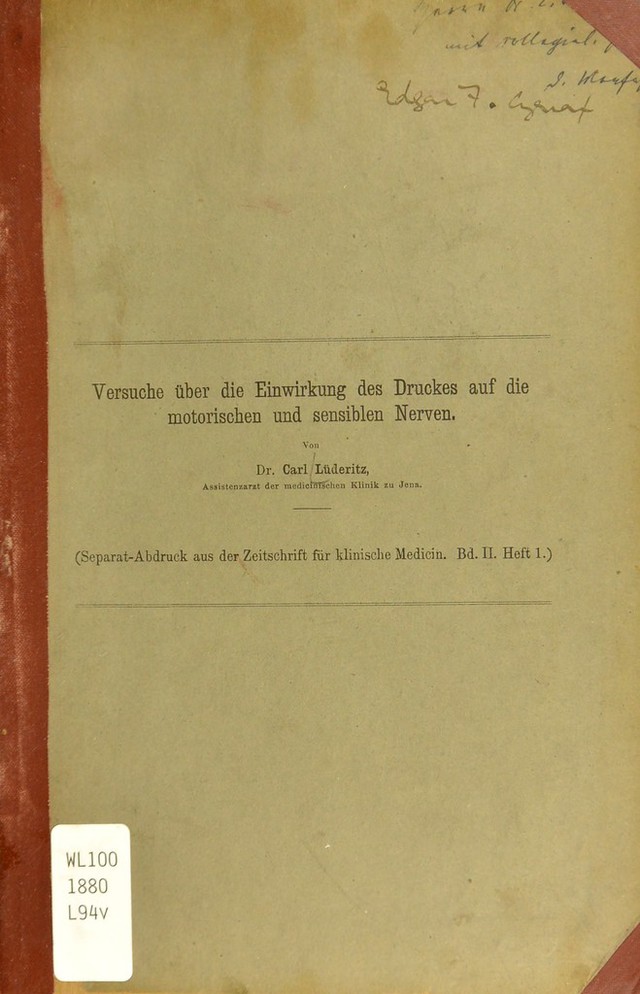 mit
Edgar F.
Versuche über die Einwirkung des Druckes auf die
motorischen und sensiblen Nerven.
Von
Dr. Carl Lüderitz,
Assistenzarzt der medicinischen Klinik zu Jena.
(Separat-Abdruck aus der Zeitschrift für klinische Medicin. Bd. II. Heft 1.)
WL100
1880
L94v